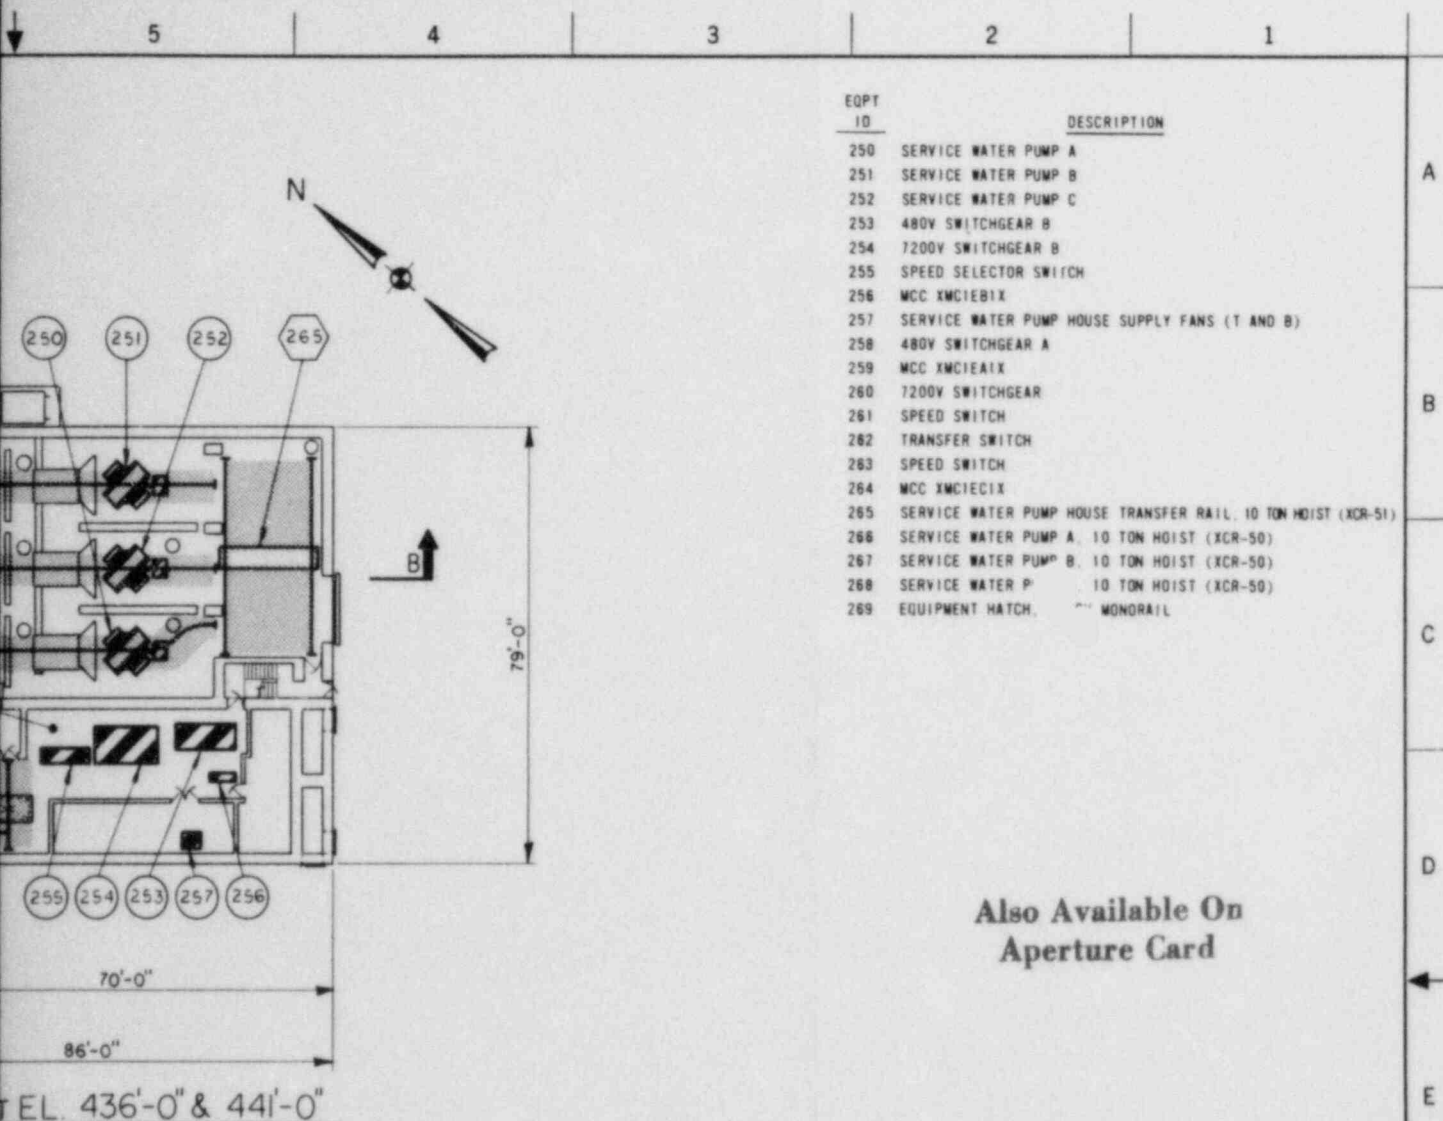 5 4 3 2 1
EQPT
ID DESCRIPTION
250 SERVICE WATER PUMP A
251 SERVICE WATER PUMP B
252 SERVICE WATER PUMP C
253 480V SWITCHGEAR B
254 7200V SWITCHGEAR B
255 SPEED SELECTOR SWITCH
256 MCC XMC1EB1X
257 SERVICE WATER PUMP HOUSE SUPPLY FANS (T AND B)
258 480V SWITCHGEAR A
259 MCC XMC1EA1X
260 7200V SWITCHGEAR
261 SPEED SWITCH
262 TRANSFER SWITCH
263 SPEED SWITCH
264 MCC XMC1EC1X
265 SERVICE WATER PUMP HOUSE TRANSFER RAIL, 10 TON HOIST (XCR-51)
266 SERVICE WATER PUMP A, 10 TON HOIST (XCR-50)
267 SERVICE WATER PUMP B, 10 TON HOIST (XCR-50)
268 SERVICE WATER P , 10 TON HOIST (XCR-50)
269 EQUIPMENT HATCH, MONORAIL
A
B
C
D
E
N
250 251 252 265
B
79'-0"
255 254 253 257 256
70'-0"
86'-0"
EL. 436'-0" & 441'-0"
Also Available On
Aperture Card